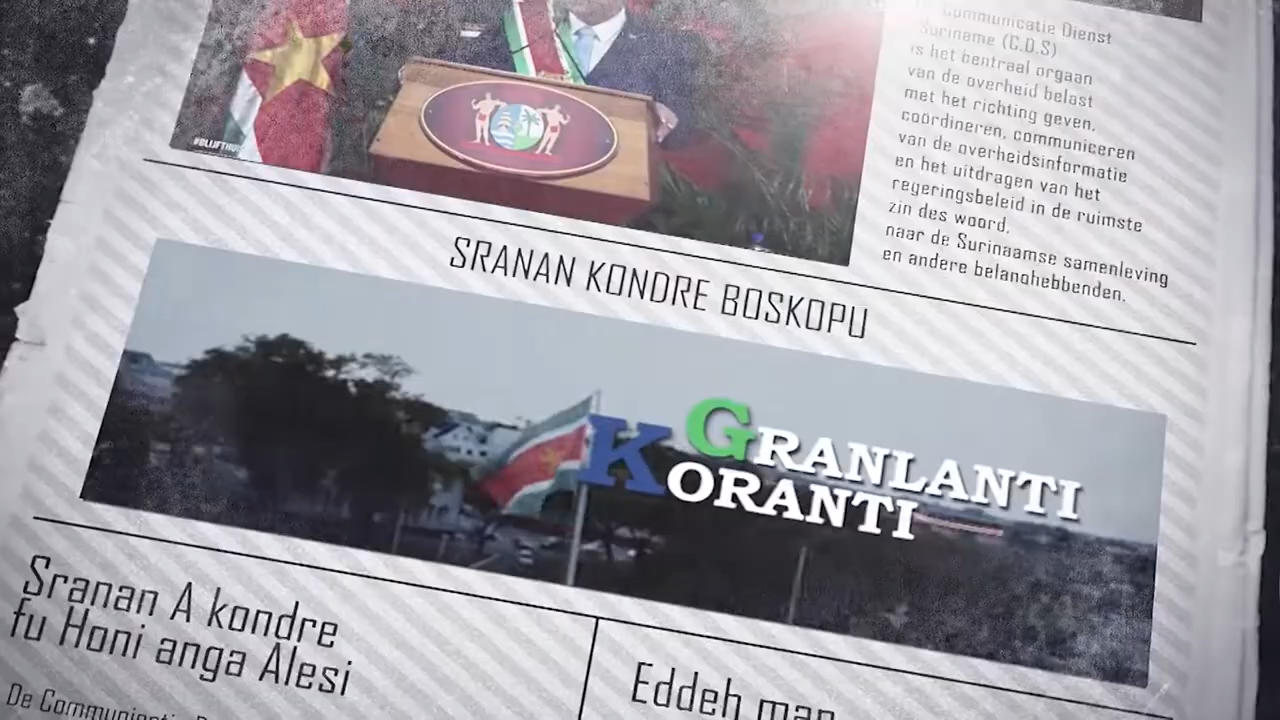 Communicatie Dienst
Suriname (C.D.S)
is het centraal orgaan
van de overheid belast
met het richting geven,
coördineren, communiceren
van de overheidsinformatie
en het uitdragen van het
regeringsbeleid in de ruimste
zin des woord,
naar de Surinaamse samenleving
en andere belanghebbenden.
SRANAN KONDRE BOSKOPU
GRANLANTI
KORANTI
Sranan A kondre
fu Honi anga Alesi
Eddeh man
De